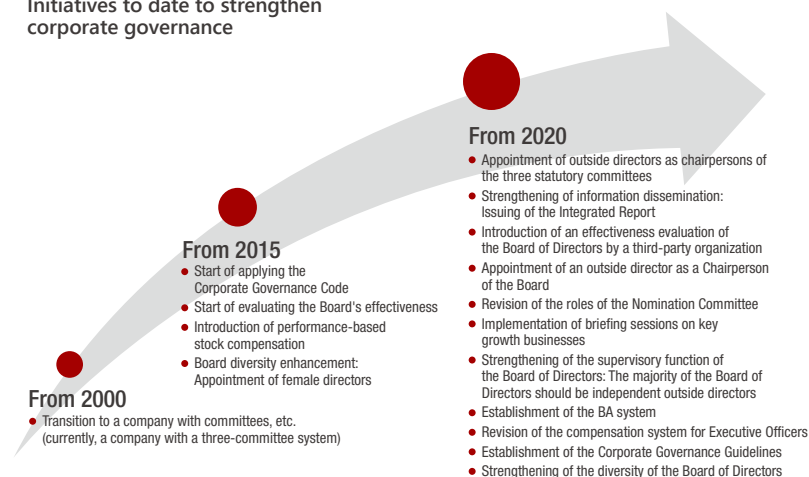 Initiatives to date to strengthen
corporate governance
From 2000
● Transition to a company with committees, etc.
(currently, a company with a three-committee system)
From 2015
● Start of applying the
Corporate Governance Code
● Start of evaluating the Board's effectiveness
● Introduction of performance-based
stock compensation
● Board diversity enhancement:
Appointment of female directors
From 2020
● Appointment of outside directors as chairpersons of
the three statutory committees
● Strengthening of information dissemination:
Issuing of the Integrated Report
● Introduction of an effectiveness evaluation of
the Board of Directors by a third-party organization
● Appointment of an outside director as a Chairperson
of the Board
● Revision of the roles of the Nomination Committee
● Implementation of briefing sessions on key
growth businesses
● Strengthening of the supervisory function of
the Board of Directors: The majority of the Board of
Directors should be independent outside directors
● Establishment of the BA system
● Revision of the compensation system for Executive Officers
● Establishment of the Corporate Governance Guidelines
● Strengthening of the diversity of the Board of Directors